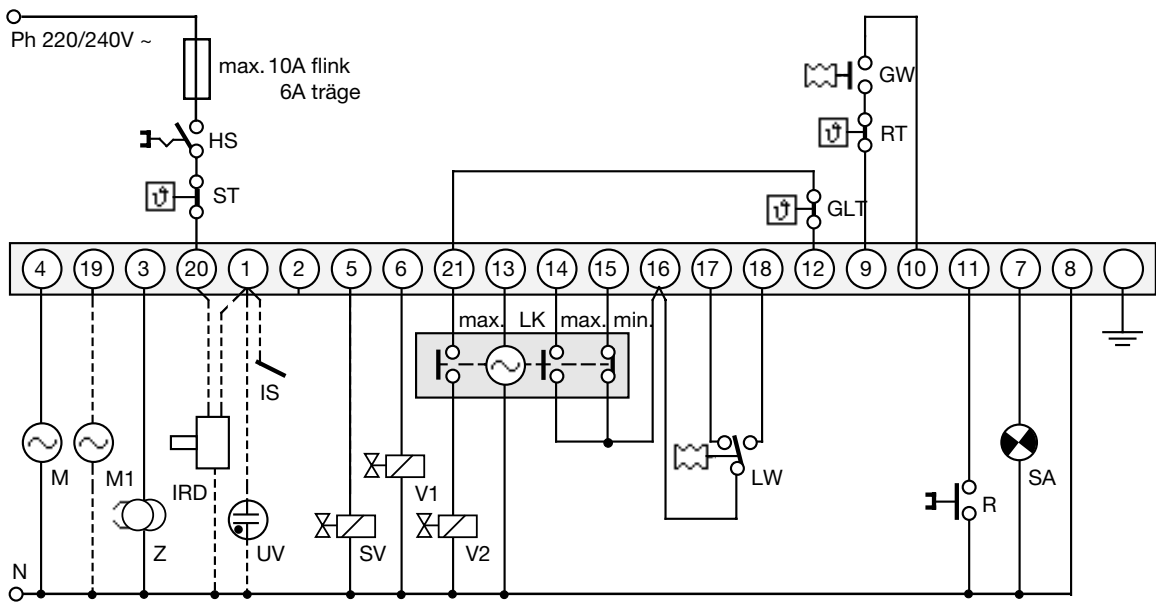 Ph 220/240V ~
max. 10A flink
6A träge
HS
ST
GW
RT
GLT
4 19 3 20 1 2 5 6 21 13 14 15 16 17 18 12 9 10 11 7 8
max. LK max. min.
IS
M
M1
IRD
Z
UV
SV
V1
V2
LW
R
SA
N
ϑ
ϑ
ϑ